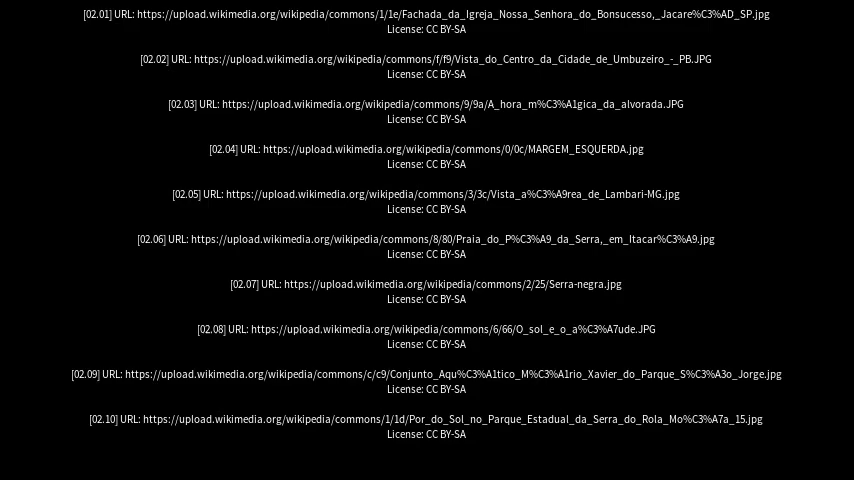 [02.01] URL: https://upload.wikimedia.org/wikipedia/commons/1/1e/Fachada_da_Igreja_Nossa_Senhora_do_Bonsucesso,_Jacare%C3%AD_SP.jpg
License: CC BY-SA
[02.02] URL: https://upload.wikimedia.org/wikipedia/commons/f/f9/Vista_do_Centro_da_Cidade_de_Umbuzeiro_-_PB.JPG
License: CC BY-SA
[02.03] URL: https://upload.wikimedia.org/wikipedia/commons/9/9a/A_hora_m%C3%A1gica_da_alvorada.JPG
License: CC BY-SA
[02.04] URL: https://upload.wikimedia.org/wikipedia/commons/0/0c/MARGEM_ESQUERDA.jpg
License: CC BY-SA
[02.05] URL: https://upload.wikimedia.org/wikipedia/commons/3/3c/Vista_a%C3%A9rea_de_Lambari-MG.jpg
License: CC BY-SA
[02.06] URL: https://upload.wikimedia.org/wikipedia/commons/8/80/Praia_do_P%C3%A9_da_Serra,_em_Itacar%C3%A9.jpg
License: CC BY-SA
[02.07] URL: https://upload.wikimedia.org/wikipedia/commons/2/25/Serra-negra.jpg
License: CC BY-SA
[02.08] URL: https://upload.wikimedia.org/wikipedia/commons/6/66/O_sol_e_o_a%C3%A7ude.JPG
License: CC BY-SA
[02.09] URL: https://upload.wikimedia.org/wikipedia/commons/c/c9/Conjunto_Aqu%C3%A1tico_M%C3%A1rio_Xavier_do_Parque_S%C3%A3o_Jorge.jpg
License: CC BY-SA
[02.10] URL: https://upload.wikimedia.org/wikipedia/commons/1/1d/Por_do_Sol_no_Parque_Estadual_da_Serra_do_Rola_Mo%C3%A7a_15.jpg
License: CC BY-SA